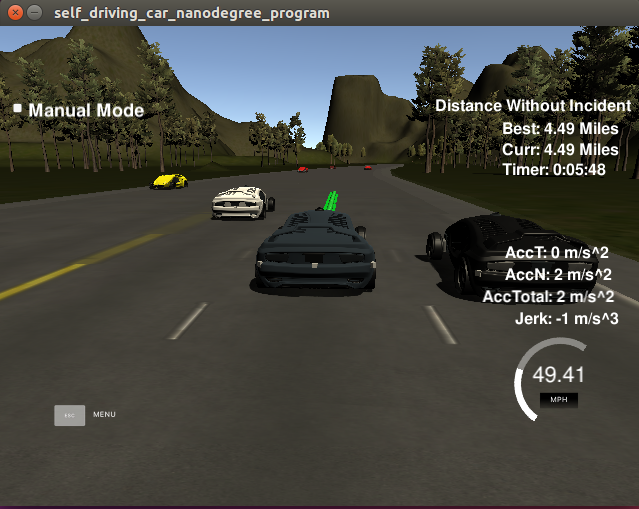 self_driving_car_nanodegree_program
Manual Mode
Distance Without Incident
Best: 4.49 Miles
Curr: 4.49 Miles
Timer: 0:05:48
AccT: 0 m/s^2
AccN: 2 m/s^2
AccTotal: 2 m/s^2
Jerk: -1 m/s^3
49.41
MPH
ESC
MENU